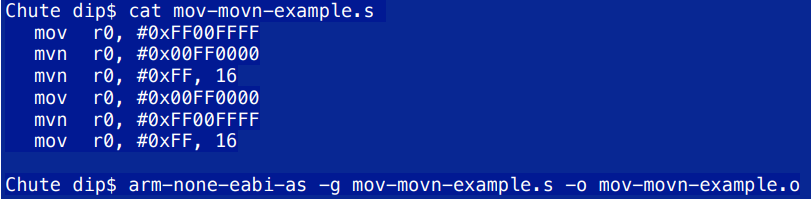 Chute dip$ cat mov-movn-example.s
mov r0, #0xFF00FFFF
mvn r0, #0x00FF0000
mvn r0, #0xFF, 16
mov r0, #0x00FF0000
mvn r0, #0xFF00FFFF
mov r0, #0xFF, 16
Chute dip$ arm-none-eabi-as -g mov-movn-example.s -o mov-movn-example.o